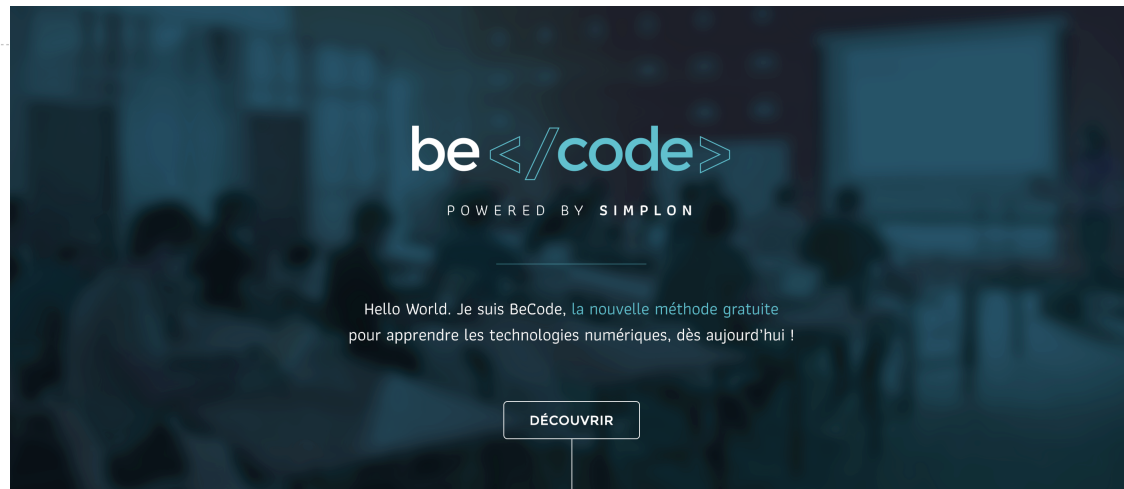 be</code>
POWERED BY SIMPLON
Hello World. Je suis BeCode, la nouvelle méthode gratuite
pour apprendre les technologies numériques, dès aujourd'hui !
DÉCOUVRIR